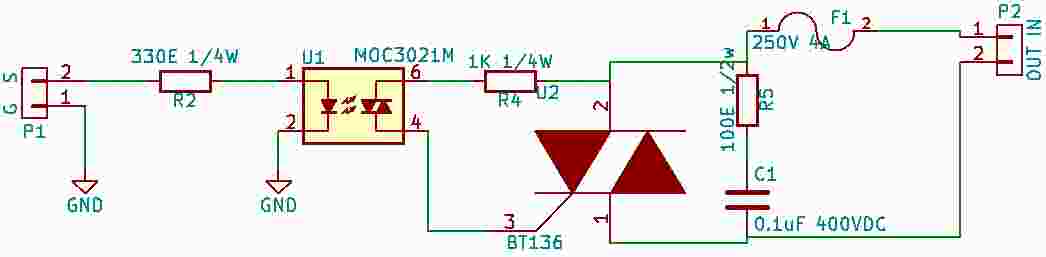 F1
P2
1
2
250V 4A
1
2
OUT IN
330E 1/4W
U1
MOC3021M
1K 1/4W
S
G
2
1
P1
R2
1
2
6
4
R4
U2
2
100E 1/2w
R5
C1
0.1uF 400VDC
GND
GND
3
1
BT136